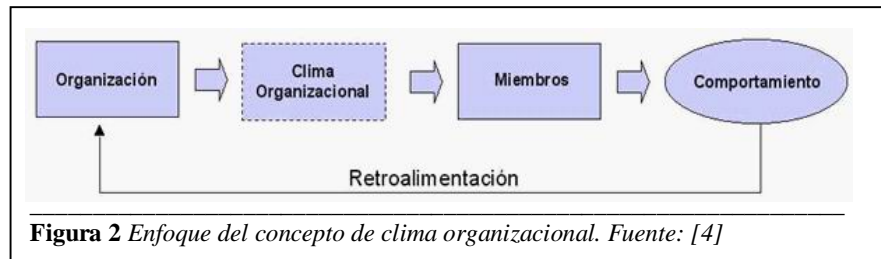 Organización
Clima
Organizacional
Miembros
Comportamiento
Retroalimentación
Figura 2 Enfoque del concepto de clima organizacional. Fuente: [4]